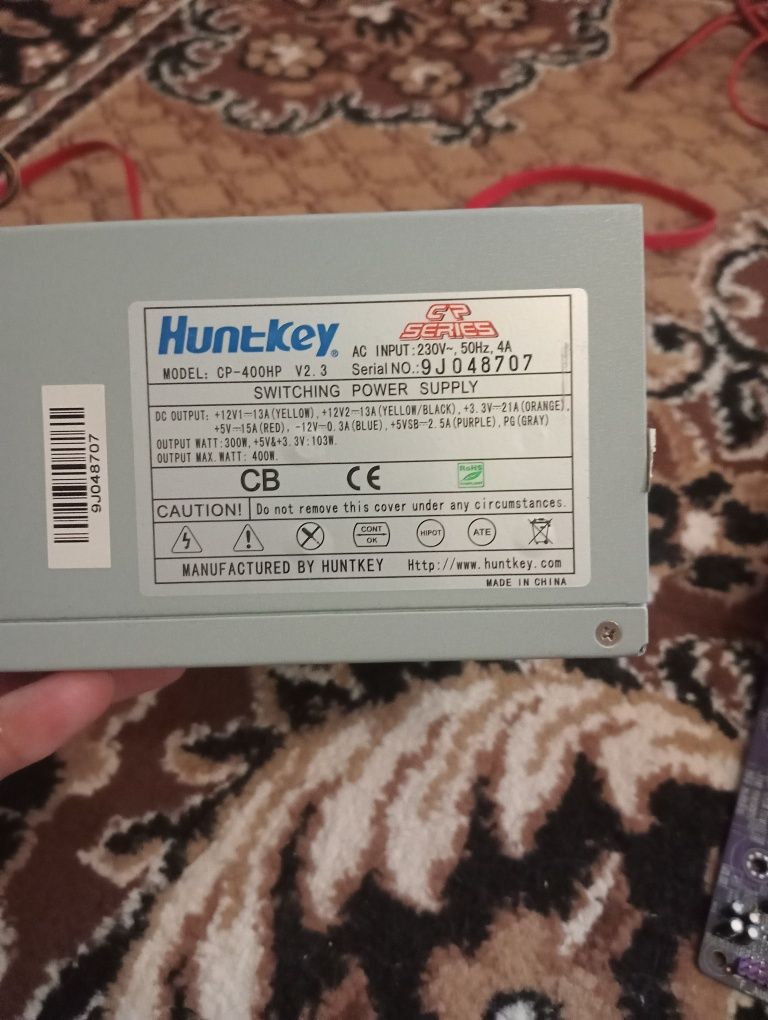 Huntkey®
CP SERIES
AC INPUT:230V~, 50Hz, 4A
MODEL: CP-400HP V2.3
Serial NO.:9J048707
SWITCHING POWER SUPPLY
DC OUTPUT: +12V1⎓13A(YELLOW), +12V2⎓13A(YELLOW/BLACK), +3.3V⎓21A(ORANGE),
+5V⎓15A(RED), -12V⎓0.3A(BLUE), +5VSB⎓2.5A(PURPLE), PG(GRAY)
OUTPUT WATT:300W, +5V&+3.3V:103W.
OUTPUT MAX. WATT: 400W.
CB CE RoHS
CAUTION! Do not remove this cover under any circumstances.
CONT
OK
HIPOT
ATE
MANUFACTURED BY HUNTKEY Http://www.huntkey.com
MADE IN CHINA
9J048707